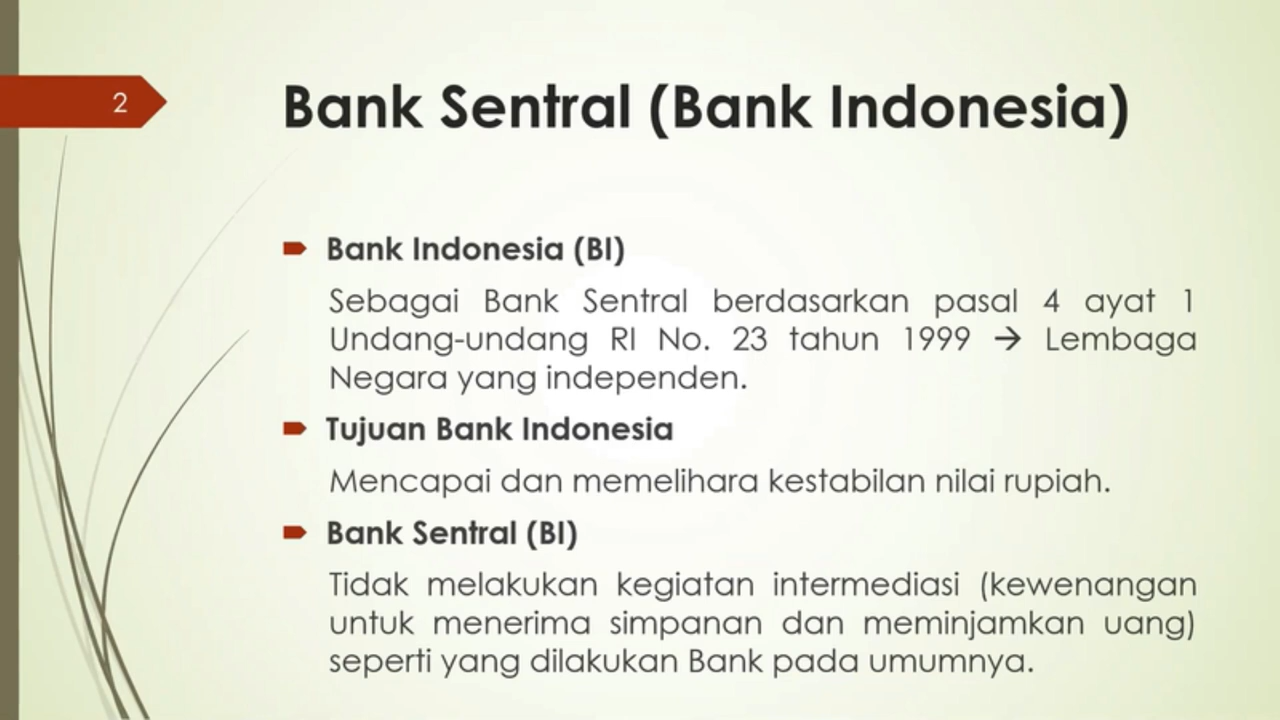 2
Bank Sentral (Bank Indonesia)
Bank Indonesia (BI)
Sebagai Bank Sentral berdasarkan pasal 4 ayat 1
Undang-undang RI No. 23 tahun 1999 → Lembaga
Negara yang independen.
Tujuan Bank Indonesia
Mencapai dan memelihara kestabilan nilai rupiah.
Bank Sentral (BI)
Tidak melakukan kegiatan intermediasi (kewenangan
untuk menerima simpanan dan meminjamkan uang)
seperti yang dilakukan Bank pada umumnya.